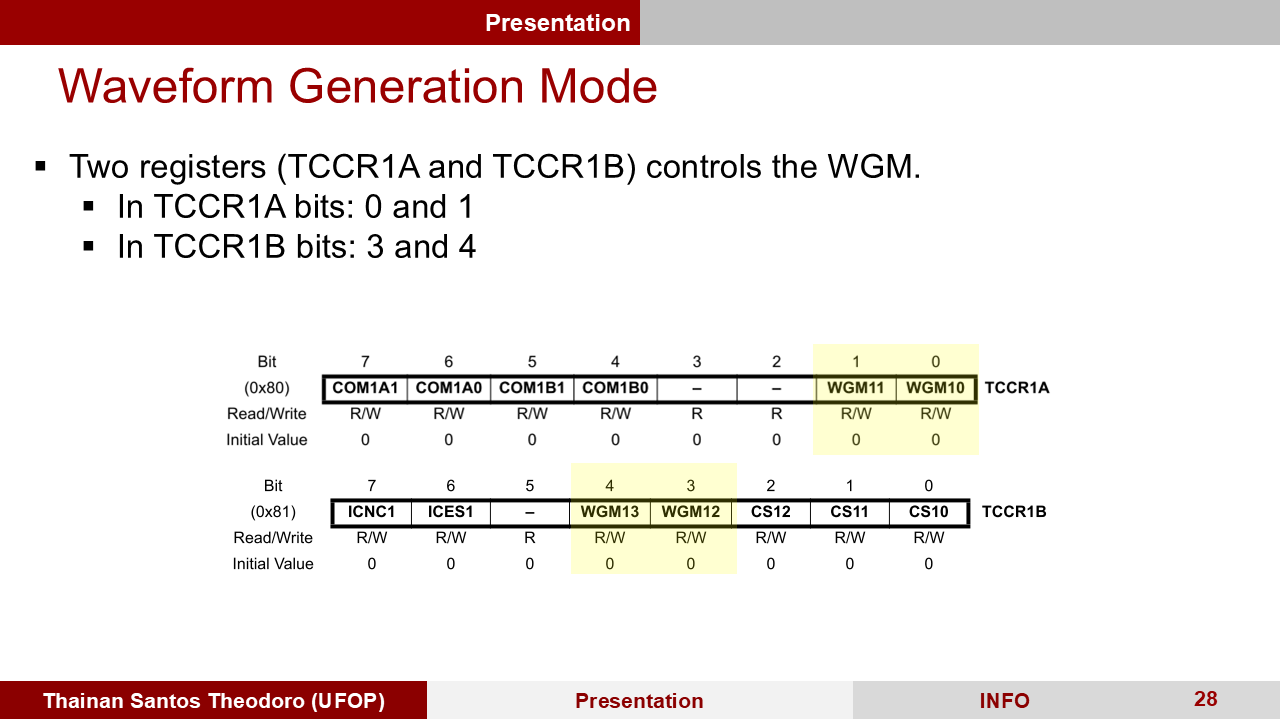 Presentation
Waveform Generation Mode
▪ Two registers (TCCR1A and TCCR1B) controls the WGM.
▪ In TCCR1A bits: 0 and 1
▪ In TCCR1B bits: 3 and 4
Bit 7 6 5 4 3 2 1 0
(0x80) COM1A1 COM1A0 COM1B1 COM1B0 – – WGM11 WGM10 TCCR1A
Read/Write R/W R/W R/W R/W R R R/W R/W
Initial Value 0 0 0 0 0 0 0 0
Bit 7 6 5 4 3 2 1 0
(0x81) ICNC1 ICES1 – WGM13 WGM12 CS12 CS11 CS10 TCCR1B
Read/Write R/W R/W R R/W R/W R/W R/W R/W
Initial Value 0 0 0 0 0 0 0 0
Thainan Santos Theodoro (UFOP) Presentation INFO 28